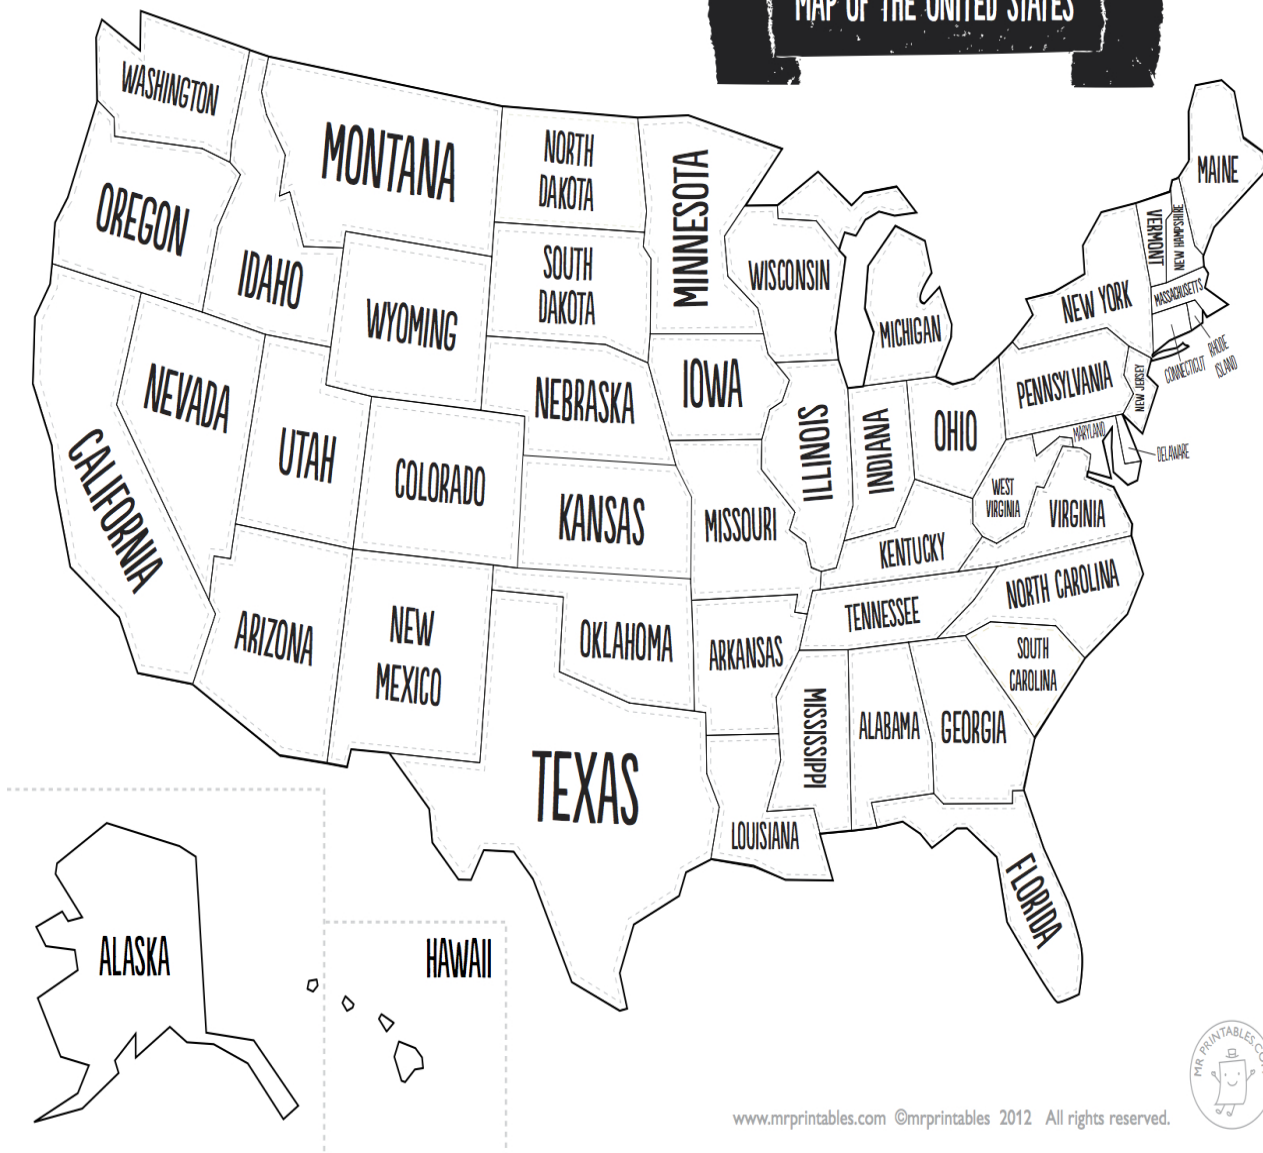 MAP OF THE UNITED STATES
WASHINGTON
MONTANA
NORTH
DAKOTA
MINNESOTA
MAINE
OREGON
IDAHO
SOUTH
DAKOTA
WISCONSIN
VERMONT
NEW HAMPSHIRE
WYOMING
MICHIGAN
NEW YORK
MASSACHUSETTS
CONNECTICUT
RHODE
ISLAND
NEVADA
NEBRASKA
IOWA
PENNSYLVANIA
NEW JERSEY
CALIFORNIA
UTAH
COLORADO
ILLINOIS
INDIANA
OHIO
MARYLAND
DELAWARE
KANSAS
MISSOURI
WEST
VIRGINIA
VIRGINIA
KENTUCKY
ARIZONA
NEW
MEXICO
OKLAHOMA
ARKANSAS
TENNESSEE
NORTH CAROLINA
SOUTH
CAROLINA
TEXAS
MISSISSIPPI
ALABAMA
GEORGIA
LOUISIANA
FLORIDA
ALASKA
HAWAII
MR PRINTABLES.CO
www.mrprintables.com ©mrprintables 2012 All rights reserved.